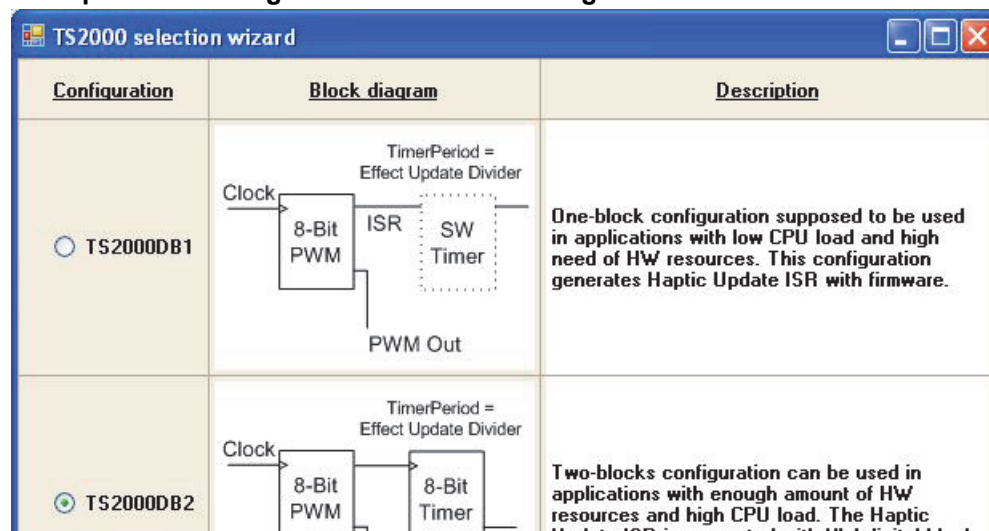 TS2000 selection wizard
Configuration
Block diagram
Description
TS2000DB1
TimerPeriod =
Effect Update Divider
Clock
8-Bit
PWM
ISR
SW
Timer
PWM Out
One-block configuration supposed to be used
in applications with low CPU load and high
need of HW resources. This configuration
generates Haptic Update ISR with firmware.
TS2000DB2
TimerPeriod =
Effect Update Divider
Clock
8-Bit
PWM
8-Bit
Timer
Two-blocks configuration can be used in
applications with enough amount of HW
resources and high CPU load. The Haptic